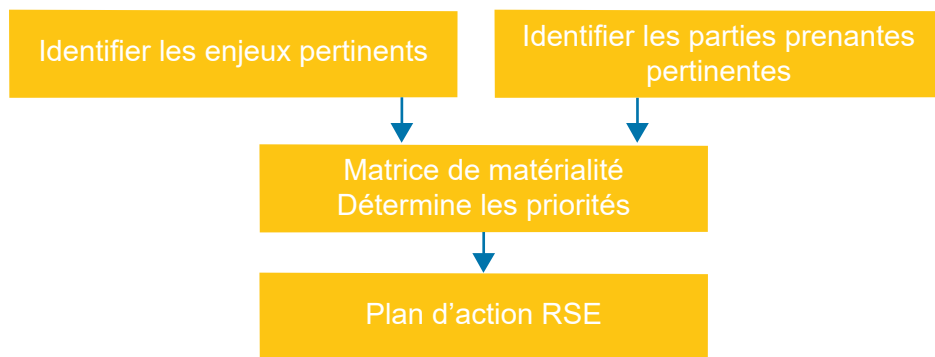 Identifier les enjeux pertinents
Identifier les parties prenantes
pertinentes
Matrice de matérialité
Détermine les priorités
Plan d’action RSE